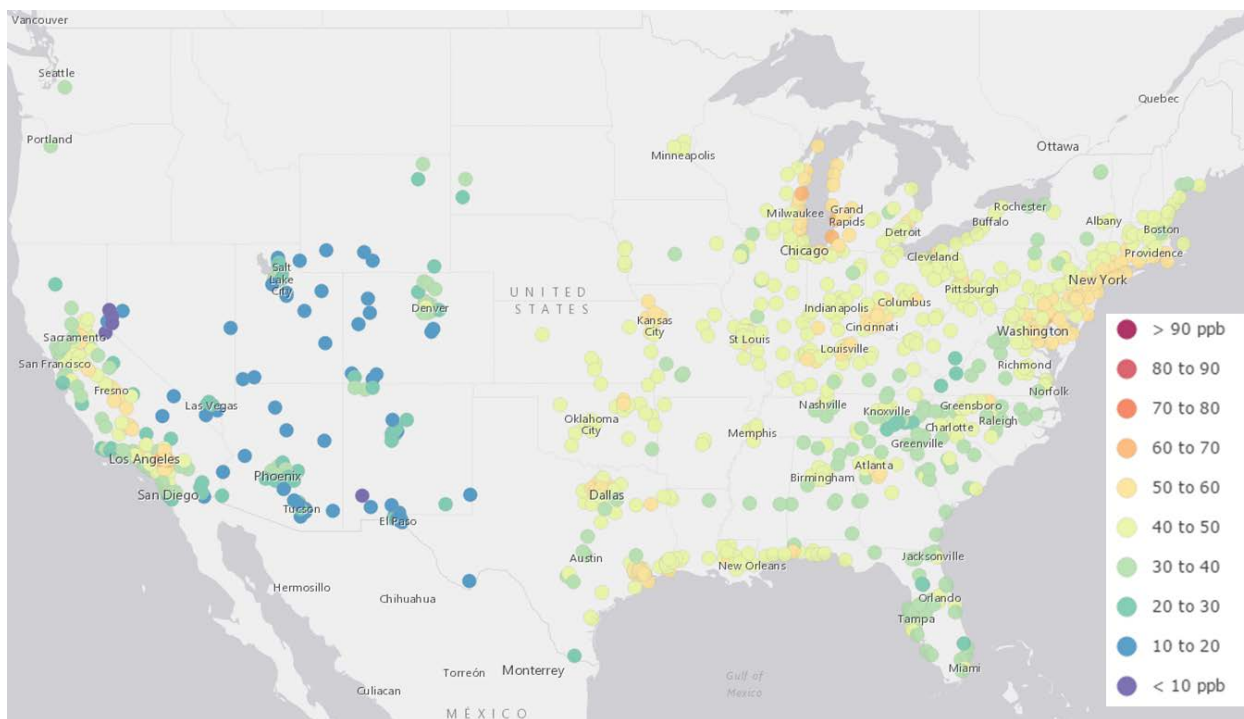 Vancouver
Quebec
Seattle
Portland
Ottawa
Minneapolis
Rochester
Milwaukee
Grand
Rapids
Buffalo
Albany
Detroit
Boston
Chicago
Cleveland
Providence
Salt
Lake
City
New York
Pittsburgh
UNITED
STATES
Denver
Indianapolis
Columbus
Kansas
City
Cincinnati
Washington
Sacramento
St Louis
Louisville
San Francisco
Richmond
Fresno
Norfolk
Las Vegas
Nashville
Knoxville
Greensboro
Oklahoma
City
Raleigh
Memphis
Charlotte
Greenville
Los Angeles
Atlanta
Phoenix
Birmingham
San Diego
Dallas
Tucson
El Paso
Austin
Jacksonville
New Orleans
Hermosillo
Chihuahua
Orlando
Tampa
Torreón
Monterrey
Miami
Gulf of
Mexico
Culiacan
MÉXICO
> 90 ppb
80 to 90
70 to 80
60 to 70
50 to 60
40 to 50
30 to 40
20 to 30
10 to 20
< 10 ppb